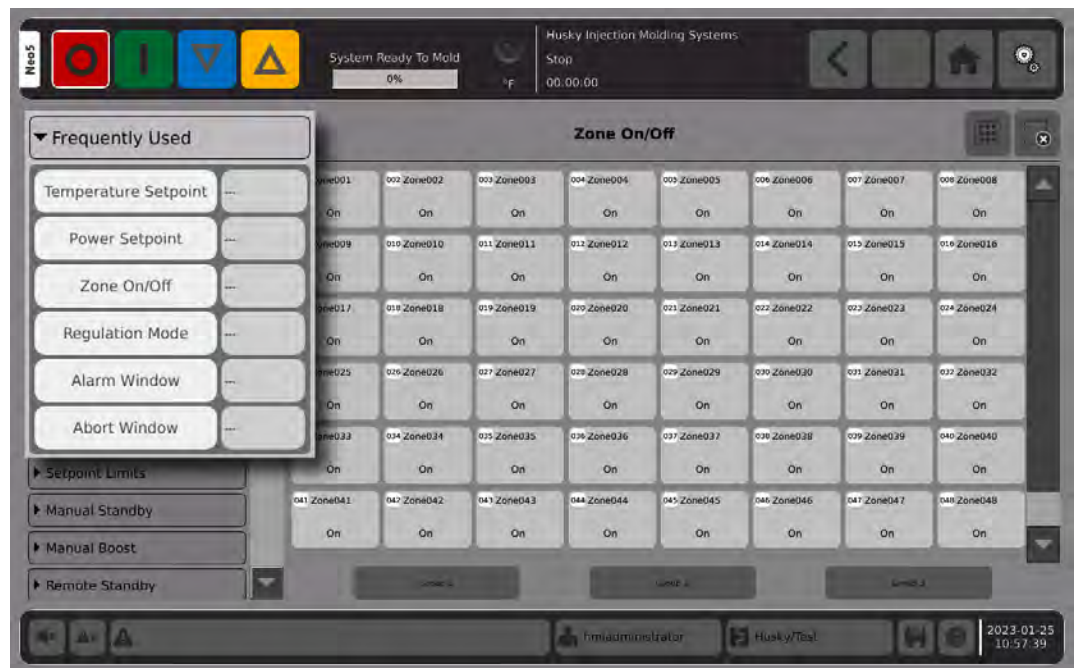 Neo5
System Ready To Mold
0%
°F
Husky Injection Molding Systems
Stop
00:00:00
Frequently Used
Zone On/Off
Temperature Setpoint ---
Power Setpoint ---
Zone On/Off ---
Regulation Mode ---
Alarm Window ---
Abort Window ---
Setpoint Limits
Manual Standby
Manual Boost
Remote Standby
002 Zone002 003 Zone003 004 Zone004 005 Zone005 006 Zone006 007 Zone007 008 Zone008
On On On On On On On On
010 Zone010 011 Zone011 012 Zone012 013 Zone013 014 Zone014 015 Zone015 016 Zone016
On On On On On On On On
018 Zone018 019 Zone019 020 Zone020 021 Zone021 022 Zone022 023 Zone023 024 Zone024
On On On On On On On On
026 Zone026 027 Zone027 028 Zone028 029 Zone029 030 Zone030 031 Zone031 032 Zone032
On On On On On On On On
034 Zone034 035 Zone035 036 Zone036 037 Zone037 038 Zone038 039 Zone039 040 Zone040
On On On On On On On On
041 Zone041 042 Zone042 043 Zone043 044 Zone044 045 Zone045 046 Zone046 047 Zone047 048 Zone048
On On On On On On On On
hmiadministrator
Husky/Test
2023-01-25
10:57:39